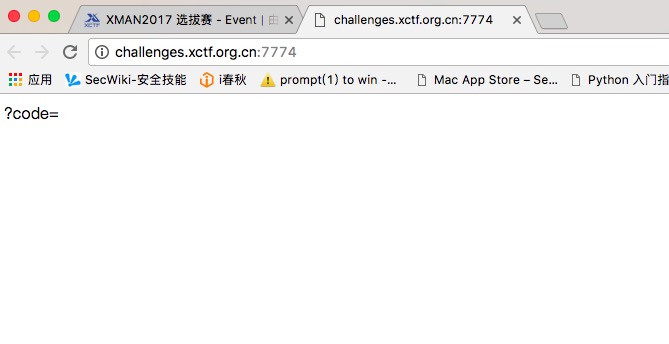 XCTF XMAN2017 选拔赛 - Event | 由
challenges.xctf.org.cn:7774
challenges.xctf.org.cn:7774
应用 SecWiki-安全技能 i春秋 prompt(1) to win -... Mac App Store – Se... Python 入门指
?code=